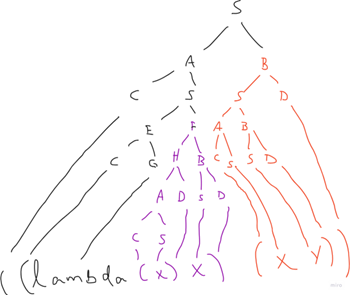 S
A B
C S S D
E F A B
C G H B C S S D
A D S D
C S
( ( lambda ( x ) x ) ( X Y ) )